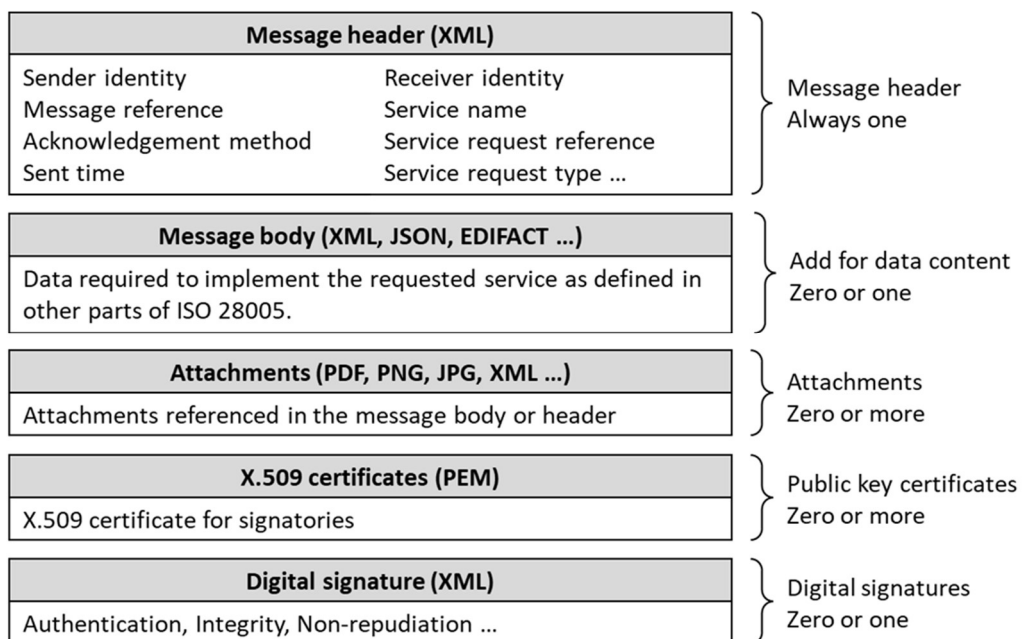 Message header (XML)
Sender identity Receiver identity
Message reference Service name
Acknowledgement method Service request reference
Sent time Service request type ...
Message header
Always one
Message body (XML, JSON, EDIFACT ...)
Data required to implement the requested service as defined in
other parts of ISO 28005.
Add for data content
Zero or one
Attachments (PDF, PNG, JPG, XML ...)
Attachments referenced in the message body or header
Attachments
Zero or more
X.509 certificates (PEM)
X.509 certificate for signatories
Public key certificates
Zero or more
Digital signature (XML)
Authentication, Integrity, Non-repudiation ...
Digital signatures
Zero or one